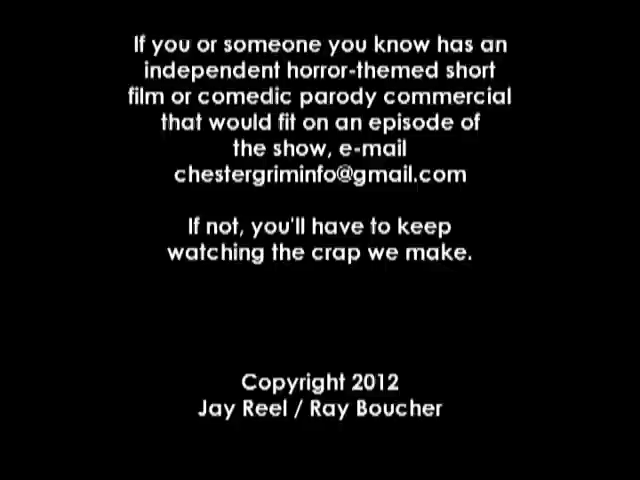 If you or someone you know has an
independent horror-themed short
film or comedic parody commercial
that would fit on an episode of
the show, e-mail
chestergriminfo@gmail.com
If not, you'll have to keep
watching the crap we make.
Copyright 2012
Jay Reel / Ray Boucher